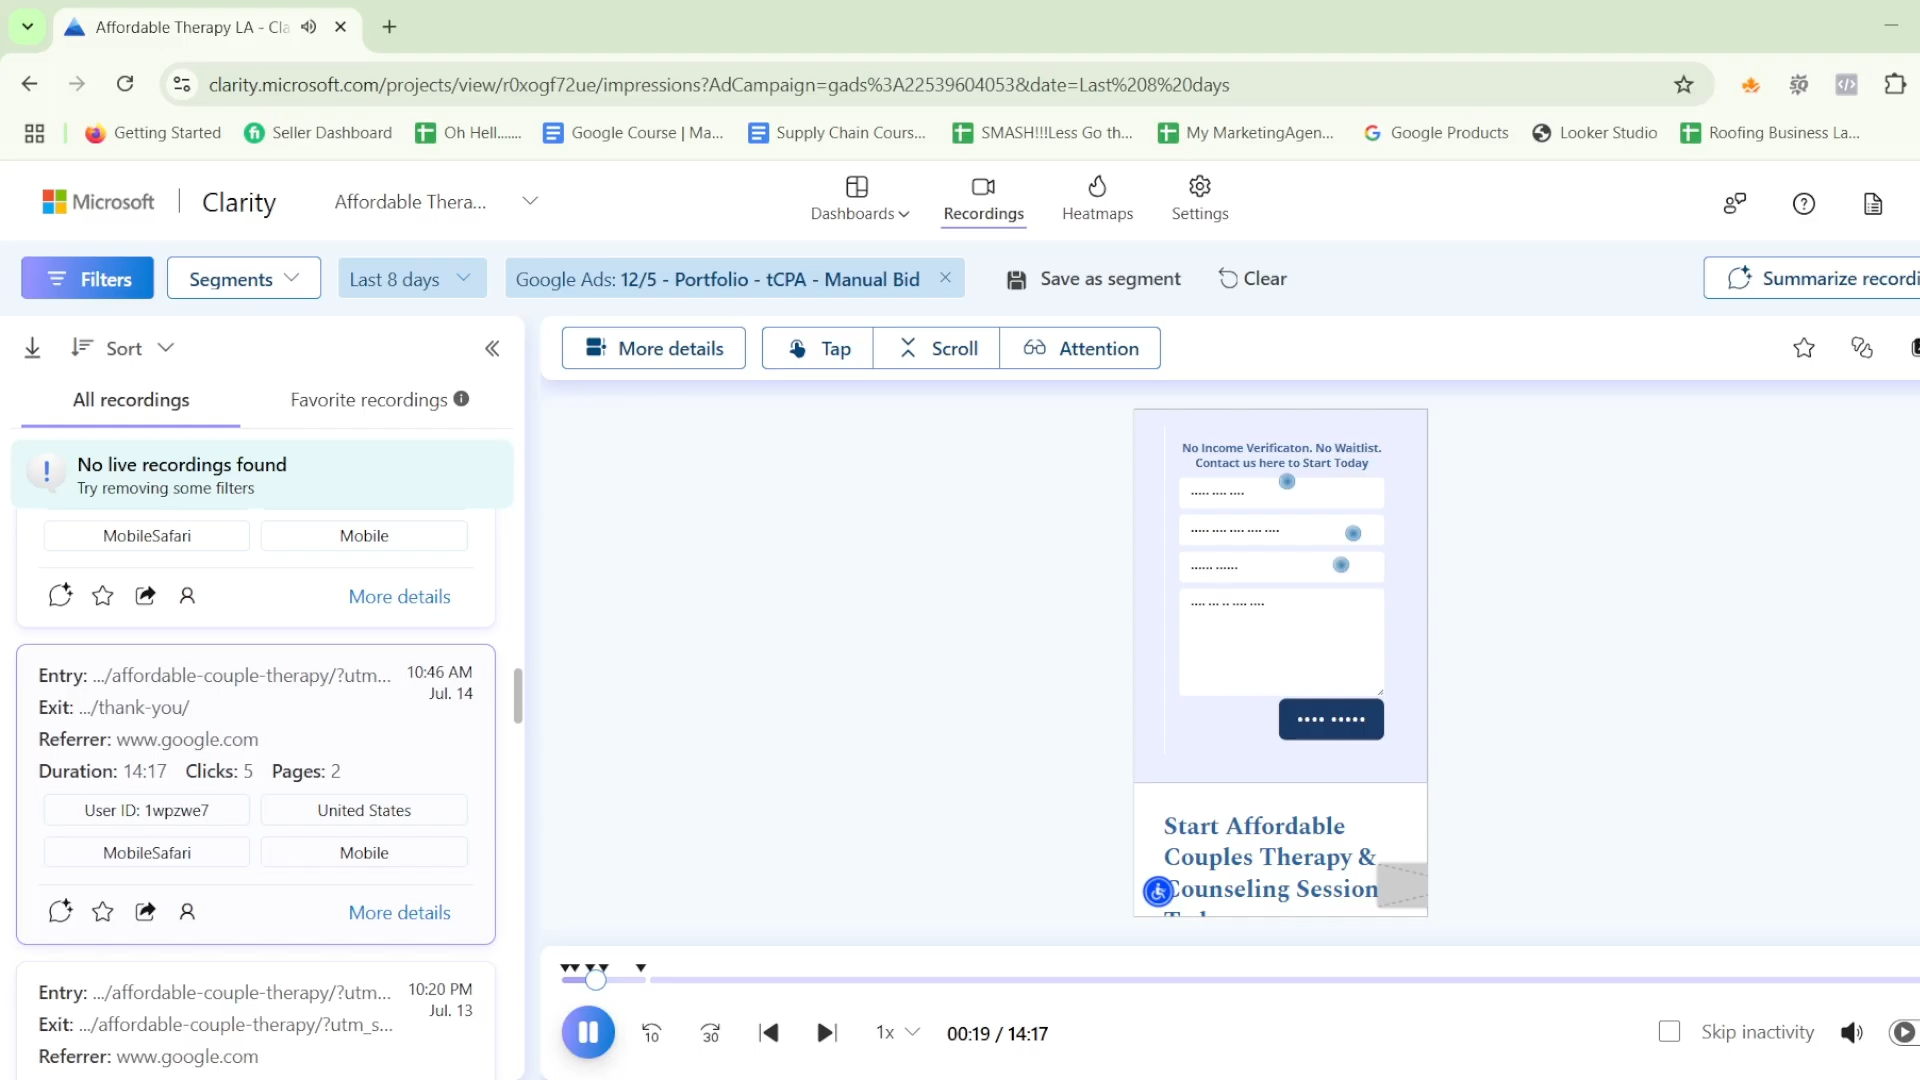 Affordable Therapy LA - Cla
clarity.microsoft.com/projects/view/r0xogf72ue/impressions?AdCampaign=gads%3A22539604053&date=Last%208%20days
Getting Started
Seller Dashboard
Oh Hell.......
Google Course | Ma...
Supply Chain Cours...
SMASH!!!Less Go th...
My MarketingAgen...
Google Products
Looker Studio
Roofing Business La...
Microsoft | Clarity
Affordable Thera...
Dashboards
Recordings
Heatmaps
Settings
Filters
Segments
Last 8 days
Google Ads: 12/5 - Portfolio - tCPA - Manual Bid
Save as segment
Clear
Summarize recordi
Sort
More details
Tap
Scroll
Attention
All recordings
Favorite recordings
No live recordings found
Try removing some filters
MobileSafari
Mobile
More details
Entry: .../affordable-couple-therapy/?utm... 10:46 AM
Jul. 14
Exit: .../thank-you/
Referrer: www.google.com
Duration: 14:17 Clicks: 5 Pages: 2
User ID: 1wpzwe7
United States
MobileSafari
Mobile
More details
Entry: .../affordable-couple-therapy/?utm... 10:20 PM
Jul. 13
Exit: .../affordable-couple-therapy/?utm_s...
Referrer: www.google.com
No Income Verificaton. No Waitlist.
Contact us here to Start Today
Start Affordable
Couples Therapy &
Counseling Session
10
30
1x
00:19 / 14:17
Skip inactivity